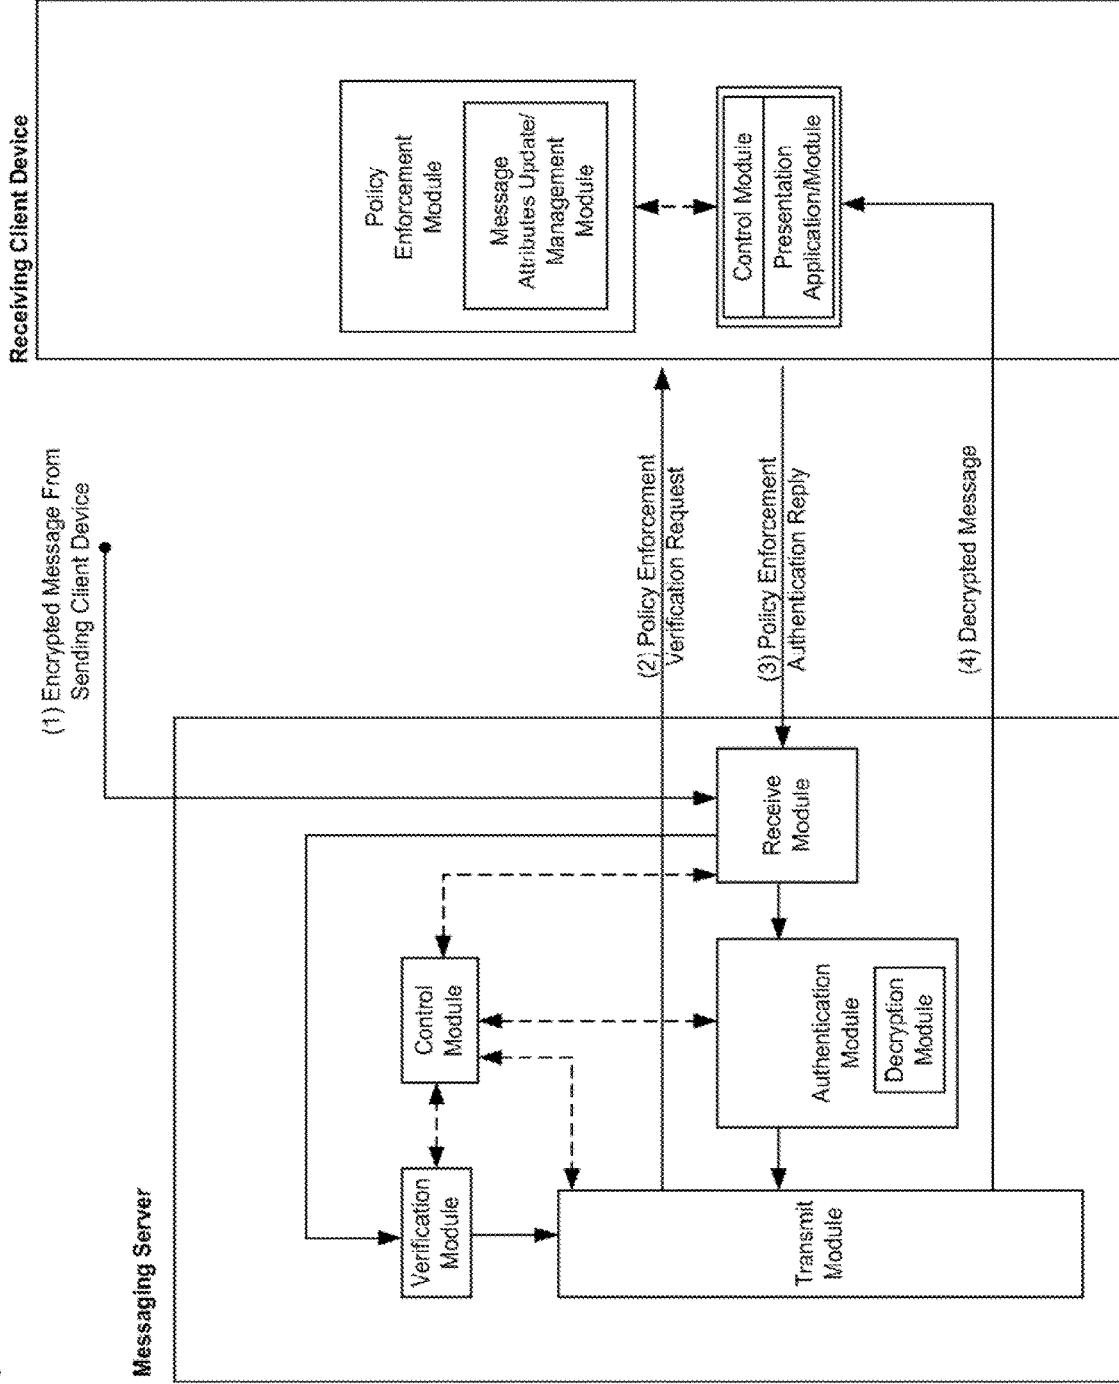 Messaging Server
Receiving Client Device
(1) Encrypted Message From
Sending Client Device
Verification
Module
Control
Module
Transmit
Module
Authentication
Module
Decryption
Module
Receive
Module
(2) Policy Enforcement
Verification Request
(3) Policy Enforcement
Authentication Reply
(4) Decrypted Message
Policy
Enforcement
Module
Message
Attributes Update/
Management
Module
Control Module
Presentation
Application/Module